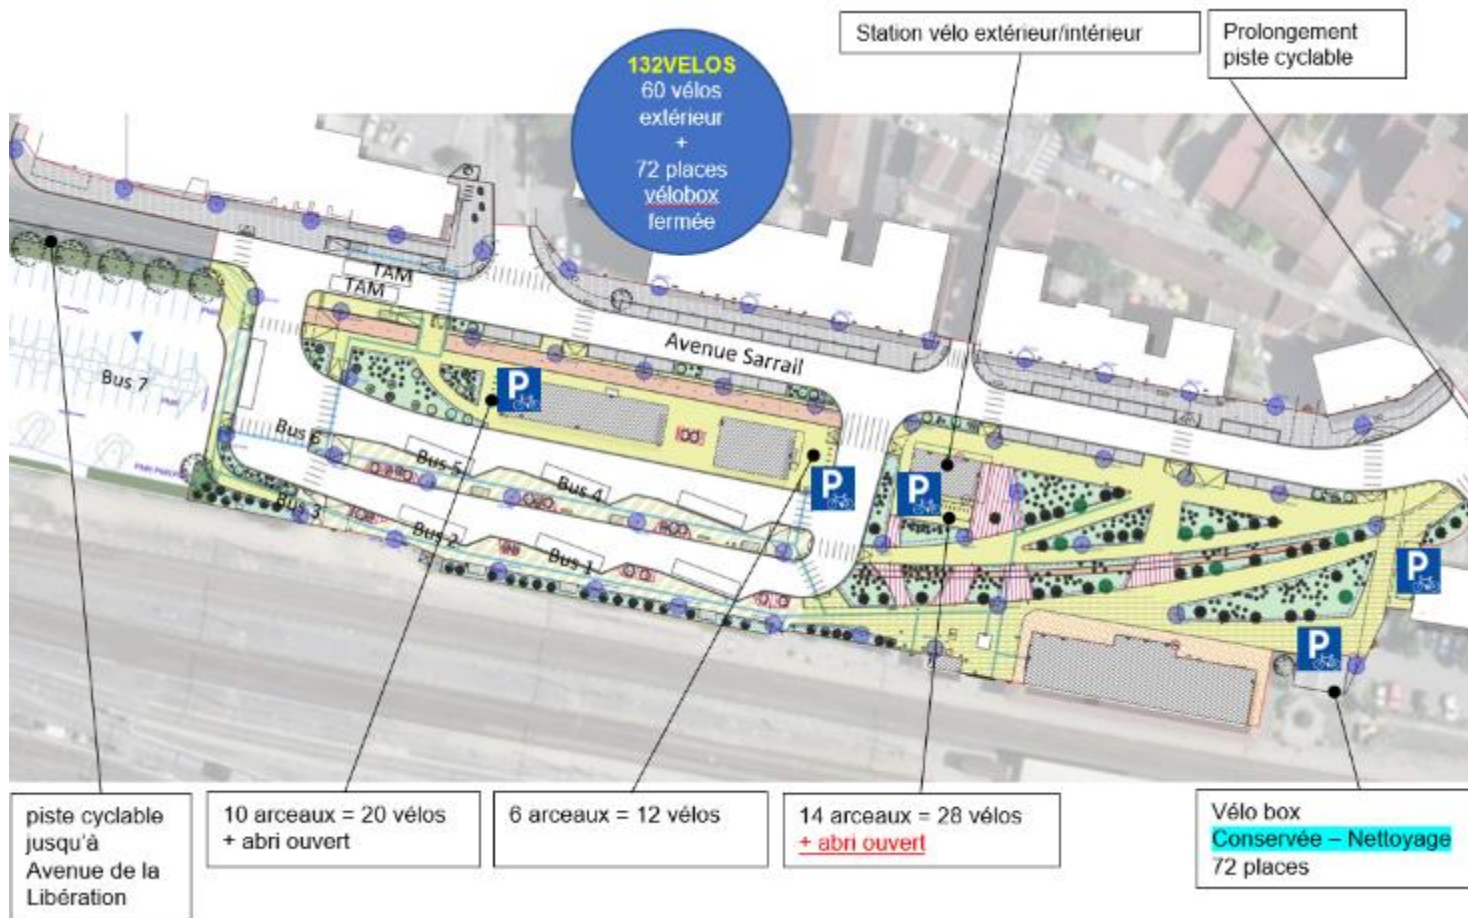 Station vélo extérieur/intérieur
Prolongement
piste cyclable
132VELOS
60 vélos
extérieur
+
72 places
vélobox
fermée
TAM
TAM
Avenue Sarrail
Bus 7
P
Bus 6
Bus 5
Bus 4
P
P
Bus 3
Bus 2
Bus 1
P
P
piste cyclable
jusqu'à
Avenue de la
Libération
10 arceaux = 20 vélos
+ abri ouvert
6 arceaux = 12 vélos
14 arceaux = 28 vélos
+ abri ouvert
Vélo box
Conservée – Nettoyage
72 places